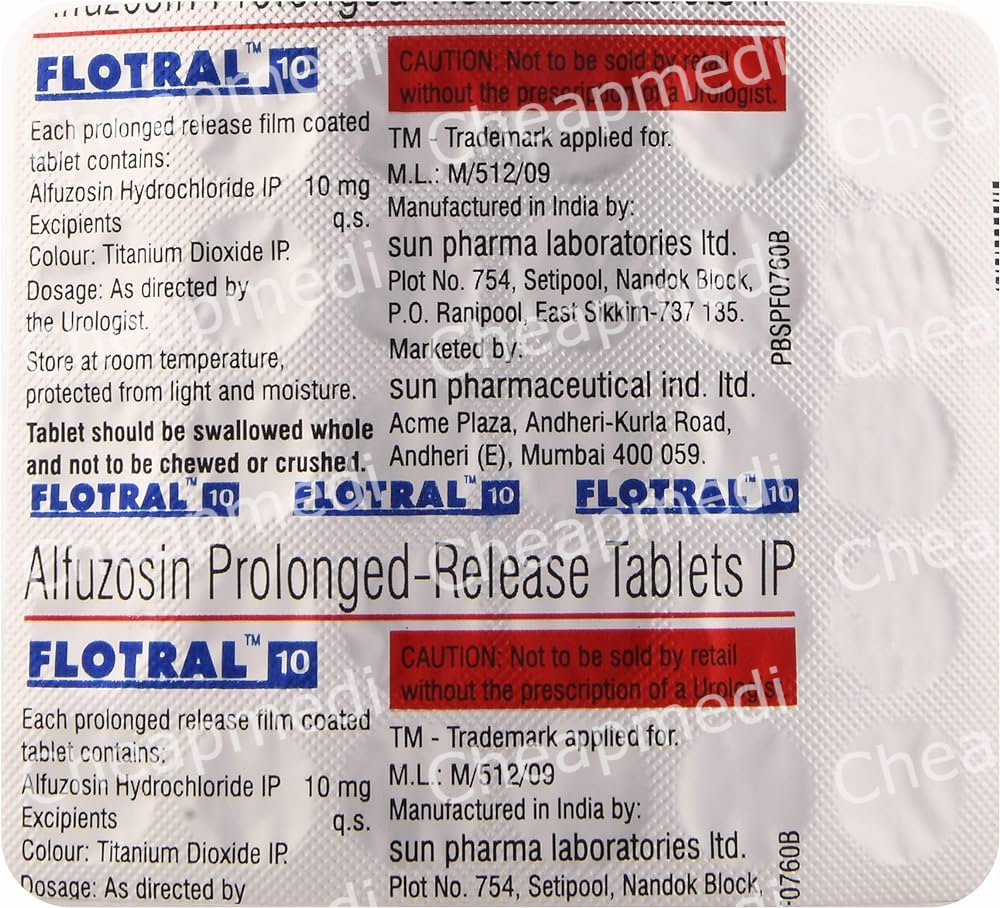 Alfuzosin Prolonged-Release Tablets IP
FLOTRAL™ 10
Each prolonged release film coated
tablet contains:
Alfuzosin Hydrochloride IP 10 mg
Excipients q.s.
Colour: Titanium Dioxide IP.
Dosage: As directed by
the Urologist.
Store at room temperature,
protected from light and moisture.
Tablet should be swallowed whole
and not to be chewed or crushed.
CAUTION: Not to be sold by retail
without the prescription of a Urologist.
TM - Trademark applied for.
M.L.: M/512/09
Manufactured in India by:
sun pharma laboratories ltd.
Plot No. 754, Setipool, Nandok Block,
P.O. Ranipool, East Sikkim-737 135.
Marketed by:
sun pharmaceutical ind. ltd.
Acme Plaza, Andheri-Kurla Road,
Andheri (E), Mumbai 400 059.
PBSPF0760B
FLOTRAL™ 10 FLOTRAL™ 10 FLOTRAL™ 10
Alfuzosin Prolonged-Release Tablets IP
FLOTRAL™ 10
Each prolonged release film coated
tablet contains:
Alfuzosin Hydrochloride IP 10 mg
Excipients q.s.
Colour: Titanium Dioxide IP.
Dosage: As directed by
CAUTION: Not to be sold by retail
without the prescription of a Urologist.
TM - Trademark applied for.
M.L.: M/512/09
Manufactured in India by:
sun pharma laboratories ltd.
Plot No. 754, Setipool, Nandok Block,
0760B
Cheapmedi